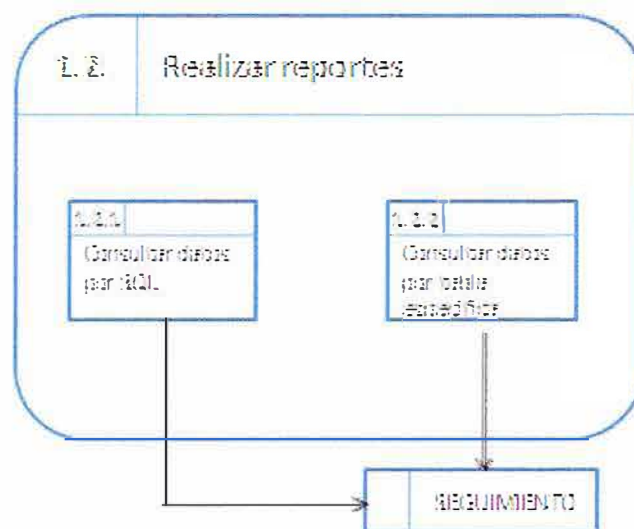 1.2. Realizar reportes
1.2.1
Consultar datos
por SQL
1.2.2
Consultar datos
por tabla
específica
SEGUIMIENTO